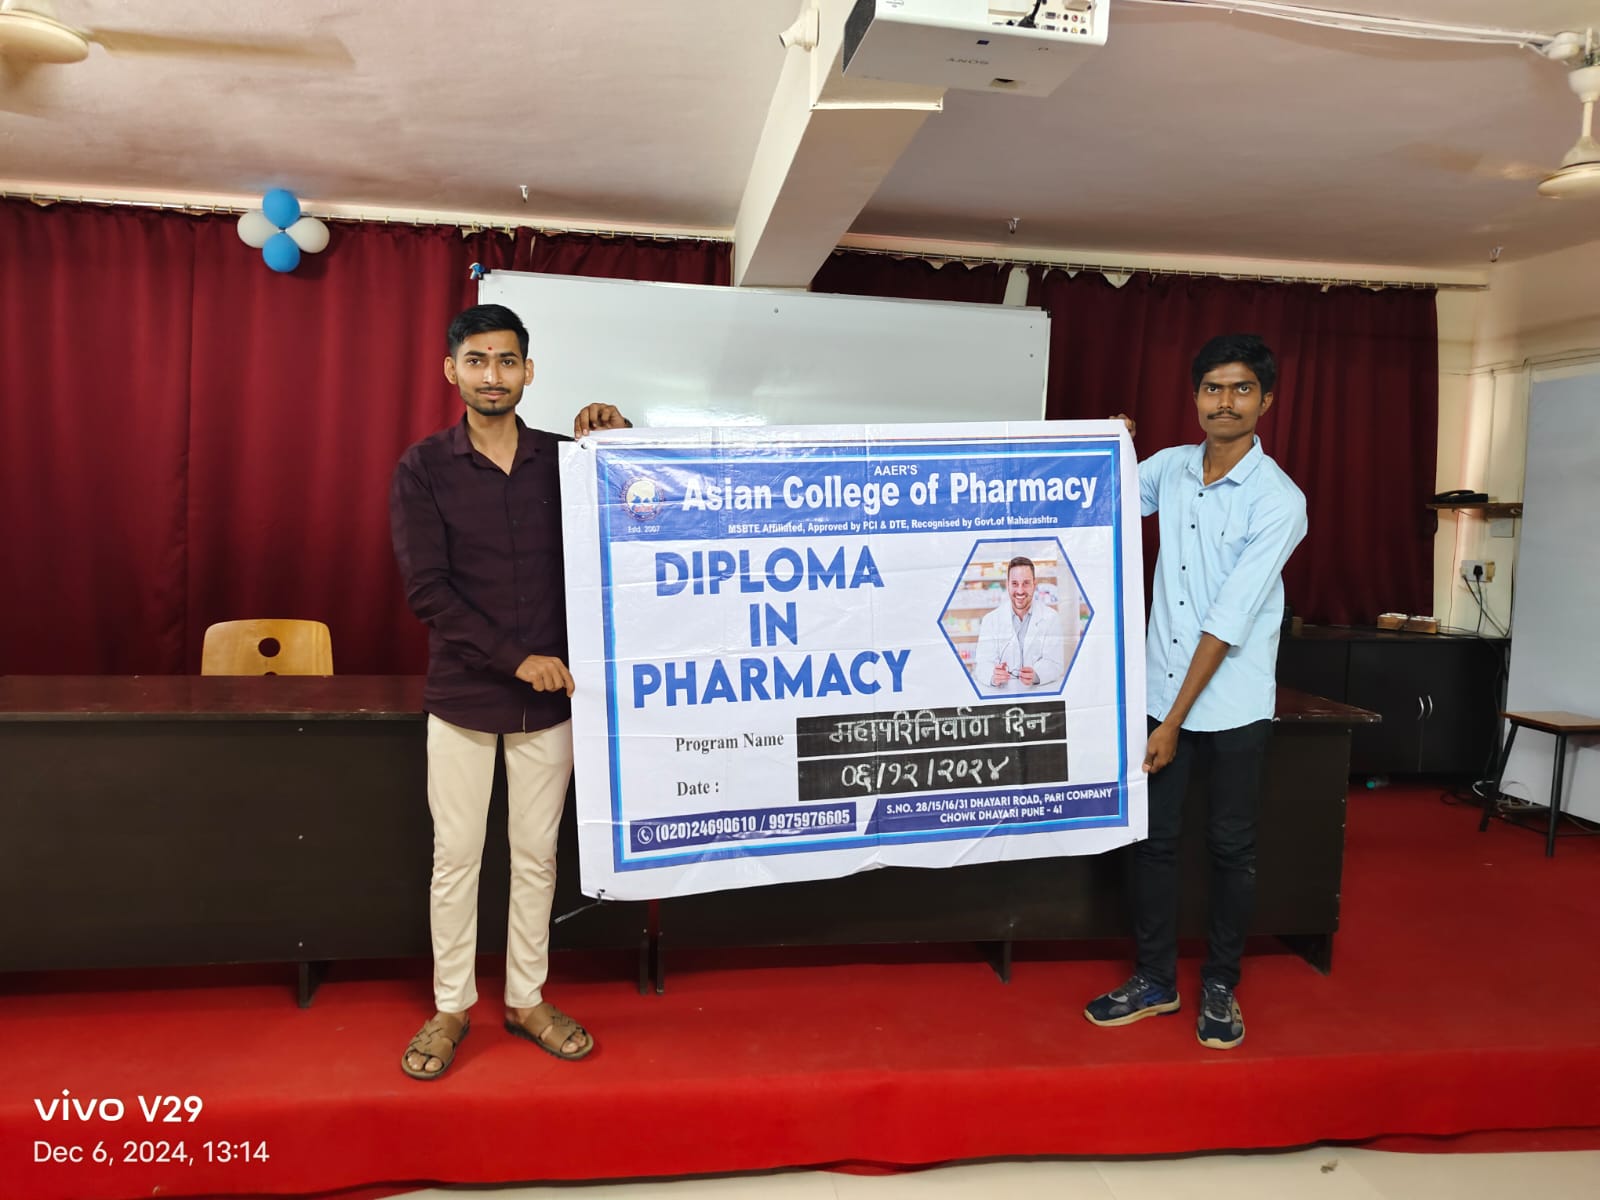 SONY
AAER'S
Asian College of Pharmacy
Estd. 2007
MSBTE Affiliated, Approved by PCI & DTE, Recognised by Govt.of Maharashtra
DIPLOMA
IN
PHARMACY
Program Name महापरिनिर्वाण दिन
Date : ०६/१२/२०२४
(020)24690610 / 9975976605
S.NO. 28/15/16/31 DHAYARI ROAD, PARI COMPANY
CHOWK DHAYARI PUNE - 41
vivo V29
Dec 6, 2024, 13:14